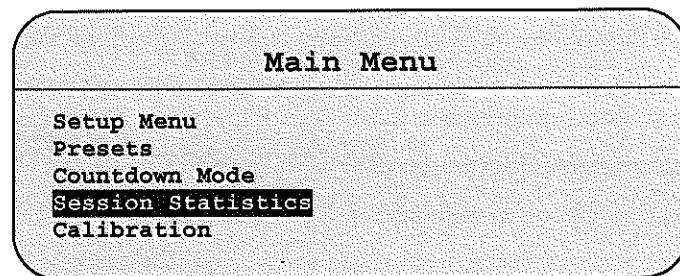 Main Menu
Setup Menu
Presets
Countdown Mode
Session Statistics
Calibration